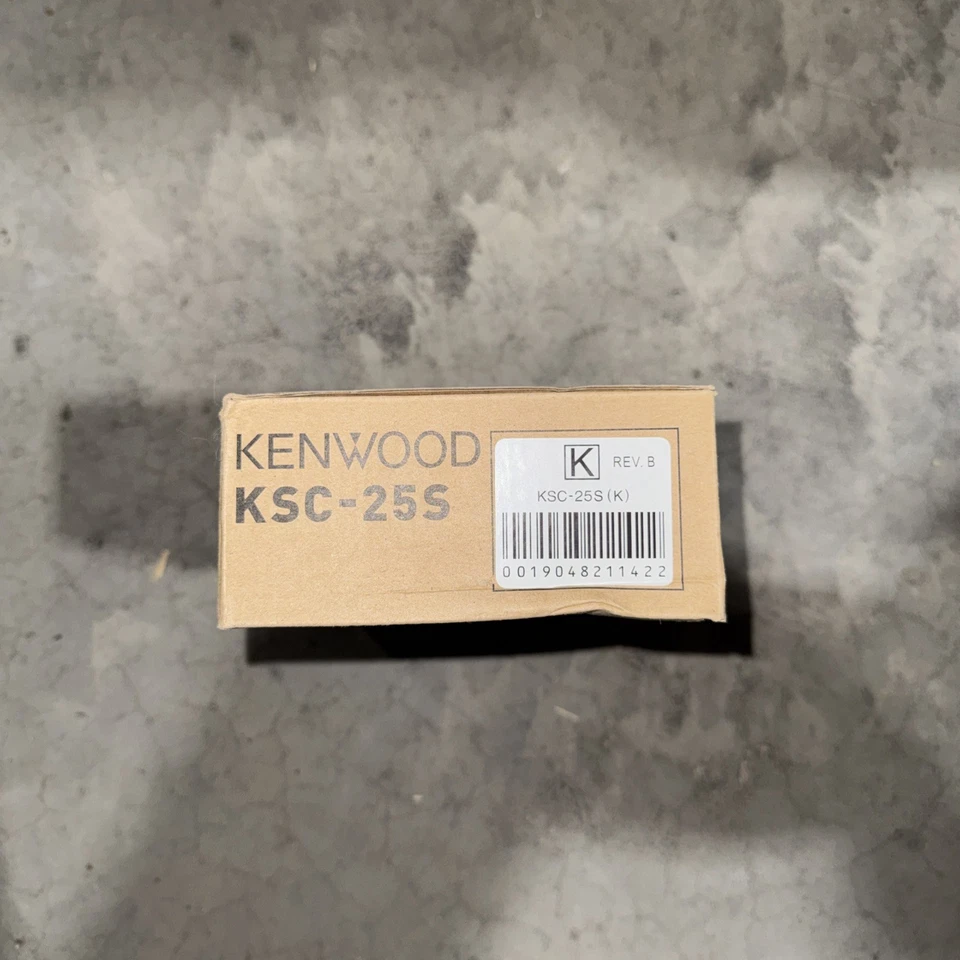 KENWOOD
KSC-25S
K REV. B
KSC-25S (K)
0019048211422